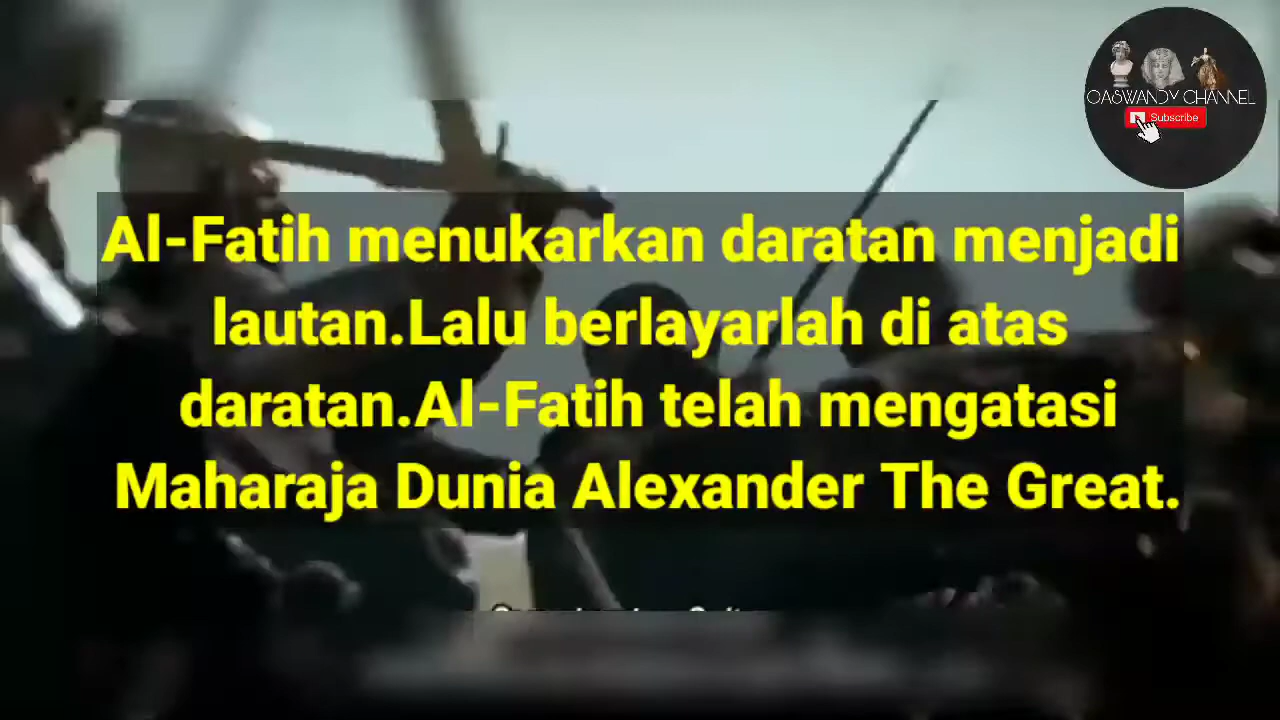 OASWANDY CHANNEL
Subscribe
Al-Fatih menukarkan daratan menjadi
lautan.Lalu berlayarlah di atas
daratan.Al-Fatih telah mengatasi
Maharaja Dunia Alexander The Great.